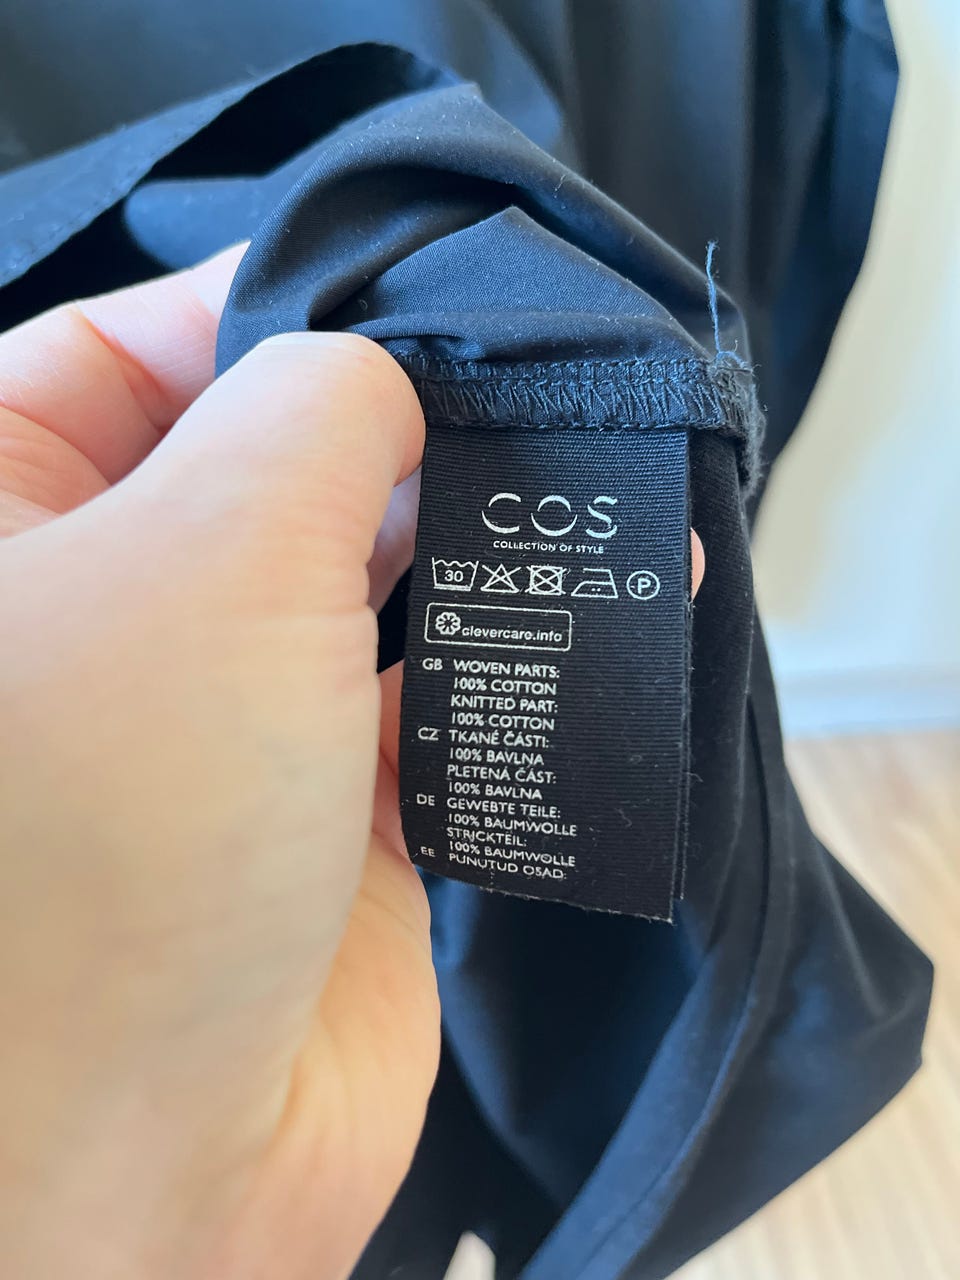 COS
COLLECTION OF STYLE
30 P
clevercare.info
GB WOVEN PARTS:
100% COTTON
KNITTED PART:
100% COTTON
CZ TKANÉ ČÁSTI:
100% BAVLNA
PLETENÁ ČÁST:
100% BAVLNA
DE GEWEBTE TEILE:
100% BAUMWOLLE
STRICKTEIL:
100% BAUMWOLLE
EE PUNUTUD OSAD: